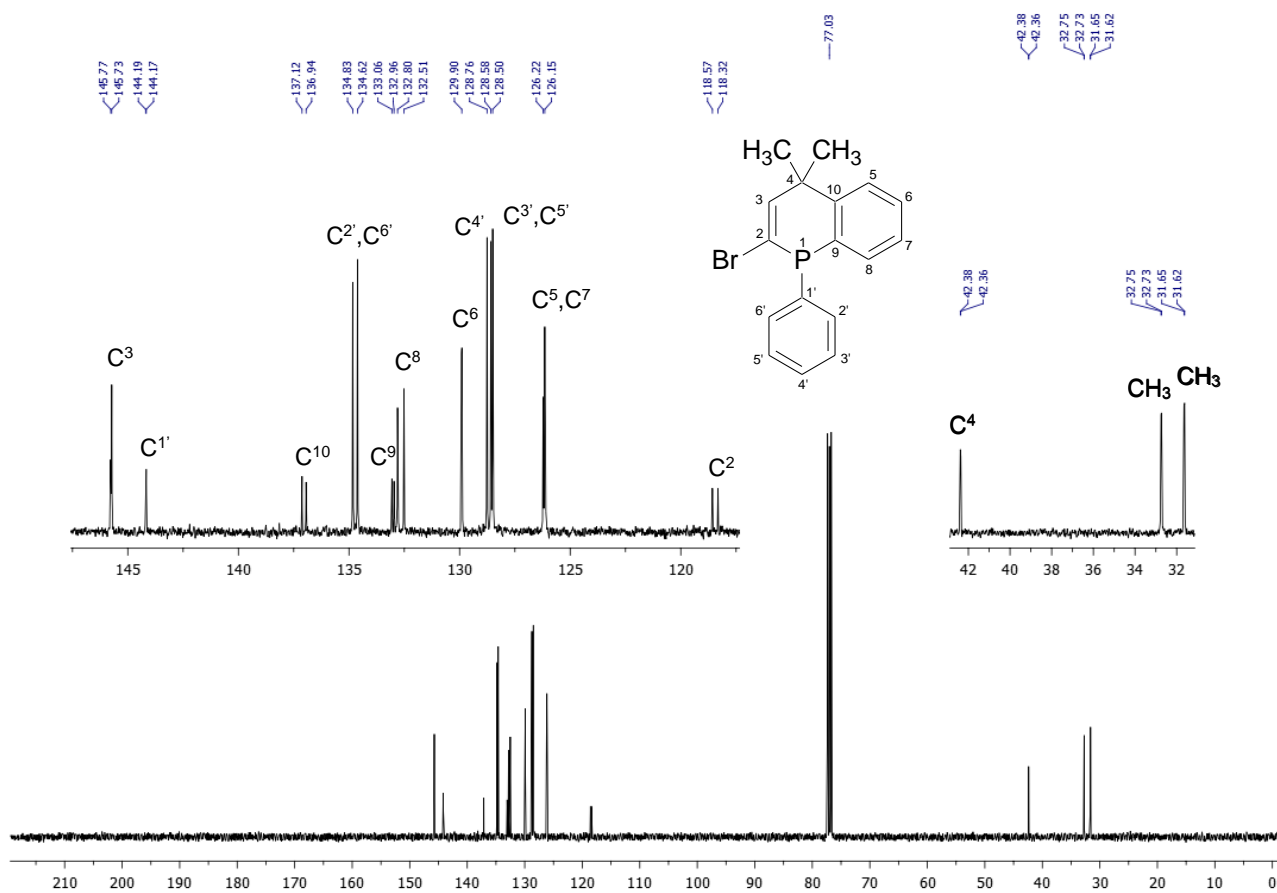 145.77
145.73
144.19
144.17
137.12
136.94
134.83
134.62
133.06
132.96
132.80
132.51
129.90
128.76
128.58
128.50
126.22
126.15
118.57
118.32
77.03
42.38
42.36
32.75
32.73
31.65
31.62
H₃C CH₃
4 10 5
3 6
2 1 9 7
Br P 8
1'
6' 2'
5' 3'
4'
C³
C¹'
C¹⁰
C²',C⁶'
C⁹
C⁸
C⁶
C⁴'
C³',C⁵'
C⁵,C⁷
C²
145 140 135 130 125 120
42.38
42.36
32.75
32.73
31.65
31.62
C⁴
CH₃
CH₃
42 40 38 36 34 32
210 200 190 180 170 160 150 140 130 120 110 100 90 80 70 60 50 40 30 20 10 0